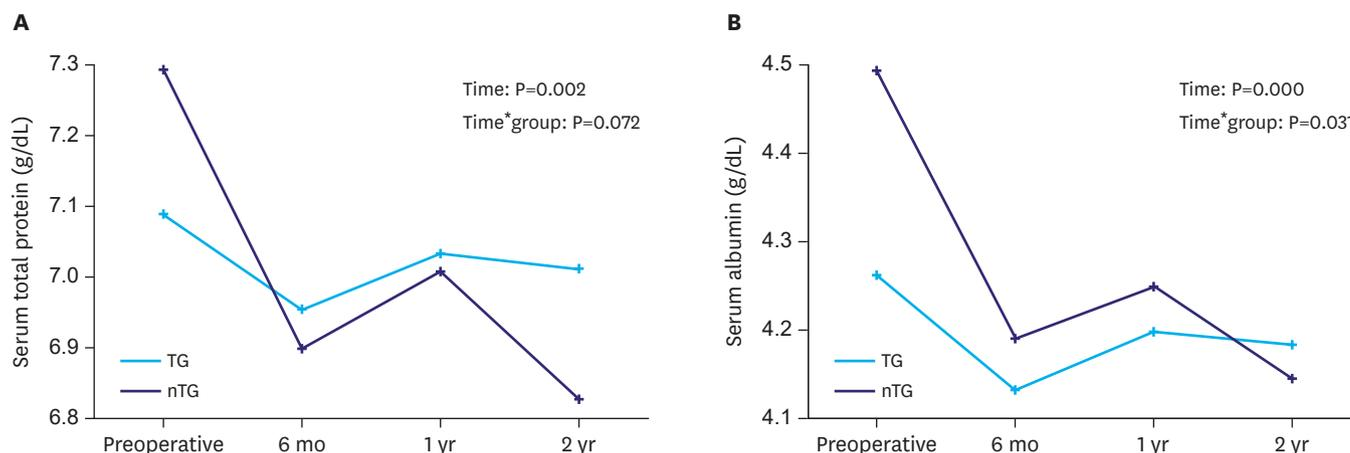 A
Serum total protein (g/dL)
7.3
7.2
7.1
7.0
6.9
6.8
Time: P=0.002
Time*group: P=0.072
TG
nTG
Preoperative 6 mo 1 yr 2 yr
B
Serum albumin (g/dL)
4.5
4.4
4.3
4.2
4.1
Time: P=0.000
Time*group:
TG
nTG
Preoperative 6 mo 1 yr 2 yr